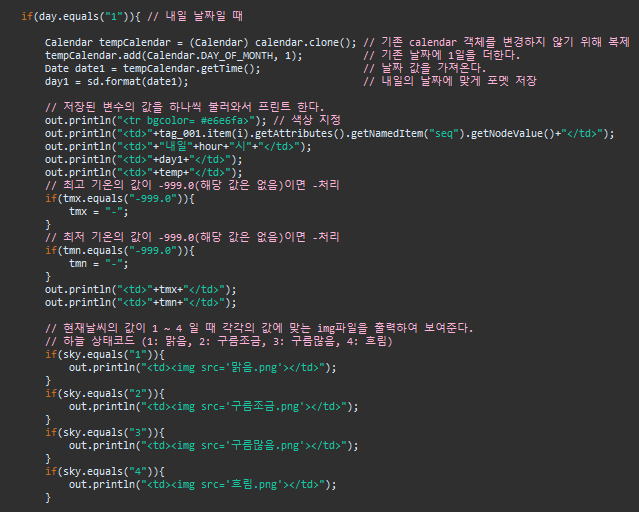 if(day.equals("1")){ // 내일 날짜일 때
Calendar tempCalendar = (Calendar) calendar.clone(); // 기존 calendar 객체를 변경하지 않기 위해 복제
tempCalendar.add(Calendar.DAY_OF_MONTH, 1); // 기존 날짜에 1일을 더한다.
Date date1 = tempCalendar.getTime(); // 날짜 값을 가져온다.
day1 = sd.format(date1); // 내일의 날짜에 맞게 포멧 저장
// 저장된 변수의 값을 하나씩 불러와서 프린트 한다.
out.println("<tr bgcolor= #e6e6fa>"); // 색상 지정
out.println("<td>"+tag_001.item(i).getAttributes().getNamedItem("seq").getNodeValue()+"</td>");
out.println("<td>"+"내일"+hour+"시"+"</td>");
out.println("<td>"+day1+"</td>");
out.println("<td>"+temp+"</td>");
// 최고 기온의 값이 -999.0(해당 값은 없음)이면 -처리
if(tmx.equals("-999.0")){
tmx = "-";
}
// 최저 기온의 값이 -999.0(해당 값은 없음)이면 -처리
if(tmn.equals("-999.0")){
tmn = "-";
}
out.println("<td>"+tmx+"</td>");
out.println("<td>"+tmn+"</td>");
// 현재날씨의 값이 1 ~ 4 일 때 각각의 값에 맞는 img파일을 출력하여 보여준다.
// 하늘 상태코드 (1: 맑음, 2: 구름조금, 3: 구름많음, 4: 흐림)
if(sky.equals("1")){
out.println("<td><img src='맑음.png'></td>");
}
if(sky.equals("2")){
out.println("<td><img src='구름조금.png'></td>");
}
if(sky.equals("3")){
out.println("<td><img src='구름많음.png'></td>");
}
if(sky.equals("4")){
out.println("<td><img src='흐림.png'></td>");
}